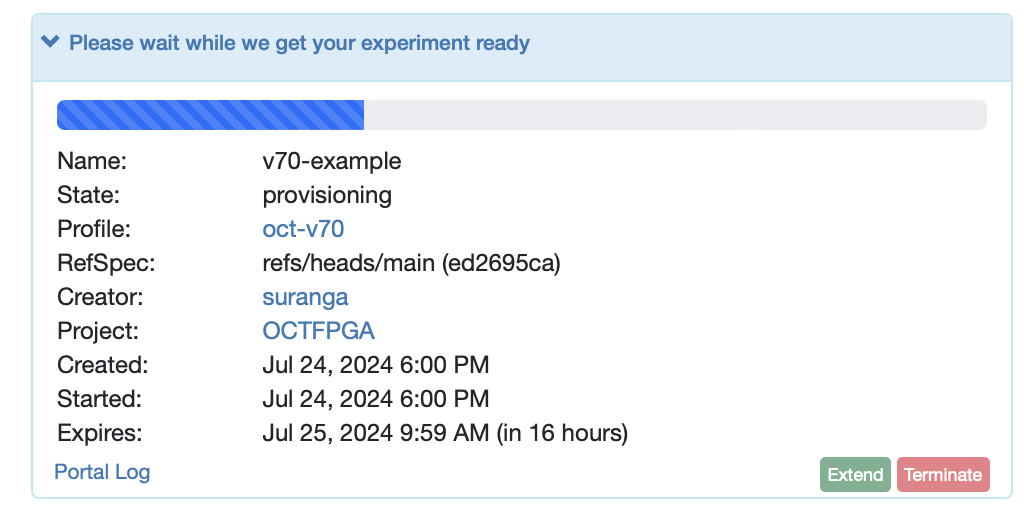 Please wait while we get your experiment ready
Name: v70-example
State: provisioning
Profile: oct-v70
RefSpec: refs/heads/main (ed2695ca)
Creator: suranga
Project: OCTFPGA
Created: Jul 24, 2024 6:00 PM
Started: Jul 24, 2024 6:00 PM
Expires: Jul 25, 2024 9:59 AM (in 16 hours)
Portal Log Extend Terminate